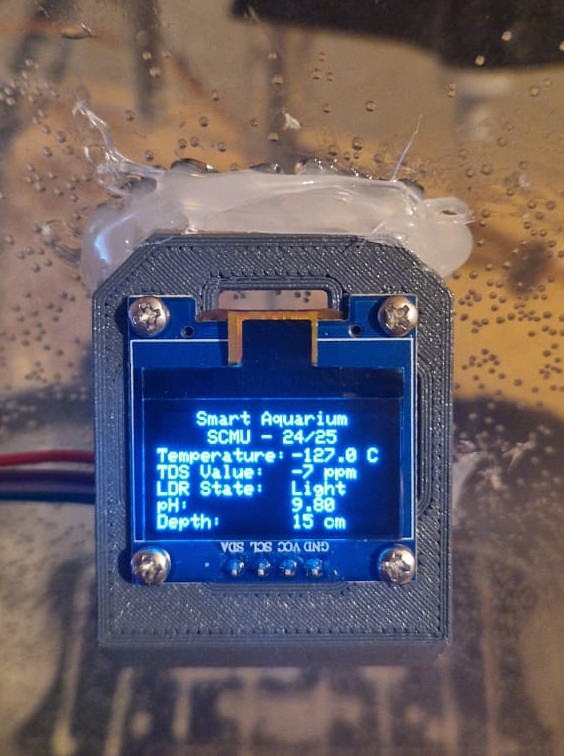 Smart Aquarium
SCMU - 24/25
Temperature: -127.0 C
TDS Value: -7 ppm
LDR State: Light
pH: 9.80
Depth: 15 cm
GND VCC SCL SDA